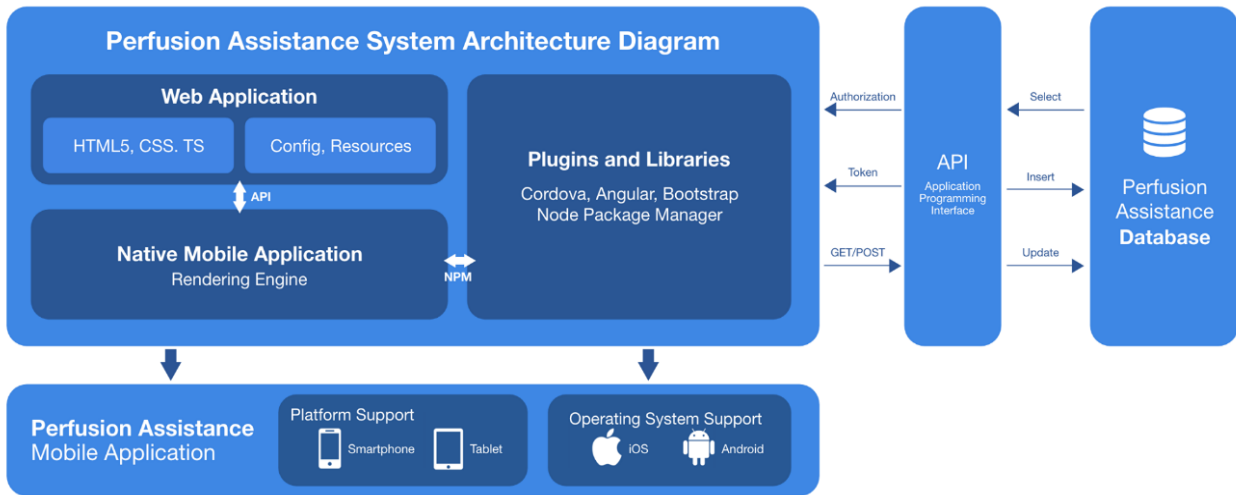 Perfusion Assistance System Architecture Diagram
Web Application
HTML5, CSS. TS
Config, Resources
API
Native Mobile Application
Rendering Engine
NPM
Plugins and Libraries
Cordova, Angular, Bootstrap
Node Package Manager
Authorization
Token
GET/POST
API
Application
Programming
Interface
Select
Insert
Update
Perfusion
Assistance
Database
Perfusion Assistance
Mobile Application
Platform Support
Smartphone
Tablet
Operating System Support
iOS
Android